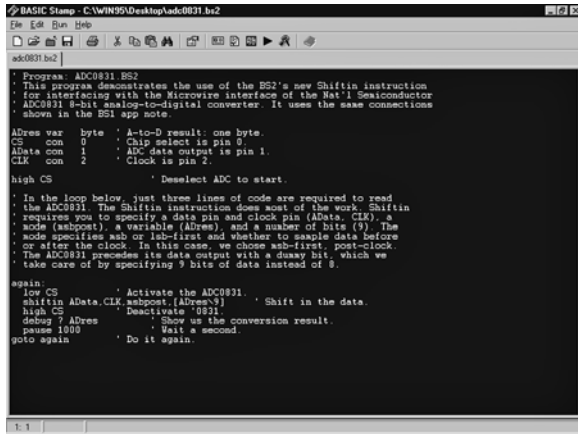 BASIC Stamp - C:\WIN95\Desktop\adc0831.bs2
File Edit Run Help
adc0831.bs2
' Program: ADC0831.BS2
' This program demonstrates the use of the BS2's new Shiftin instruction
' for interfacing with the Microwire interface of the Nat'l Semiconductor
' ADC0831 8-bit analog-to-digital converter. It uses the same connections
' shown in the BS1 app note.
ADres var byte ' A-to-D result: one byte.
CS con 0 ' Chip select is pin 0.
AData con 1 ' ADC data output is pin 1.
CLK con 2 ' Clock is pin 2.
high CS ' Deselect ADC to start.
' In the loop below, just three lines of code are required to read
' the ADC0831. The Shiftin instruction does most of the work. Shiftin
' requires you to specify a data pin and clock pin (AData, CLK), a
' mode (msbpost), a variable (ADres), and a number of bits (9). The
' mode specifies msb or lsb-first and whether to sample data before
' or after the clock. In this case, we chose msb-first, post-clock.
' The ADC0831 precedes its data output with a dummy bit, which we
' take care of by specifying 9 bits of data instead of 8.
again:
low CS ' Activate the ADC0831.
shiftin AData,CLK,msbpost,[ADres\9] ' Shift in the data.
high CS ' Deactivate '0831.
debug ? ADres ' Show us the conversion result.
pause 1000 ' Wait a second.
goto again ' Do it again.
1: 1